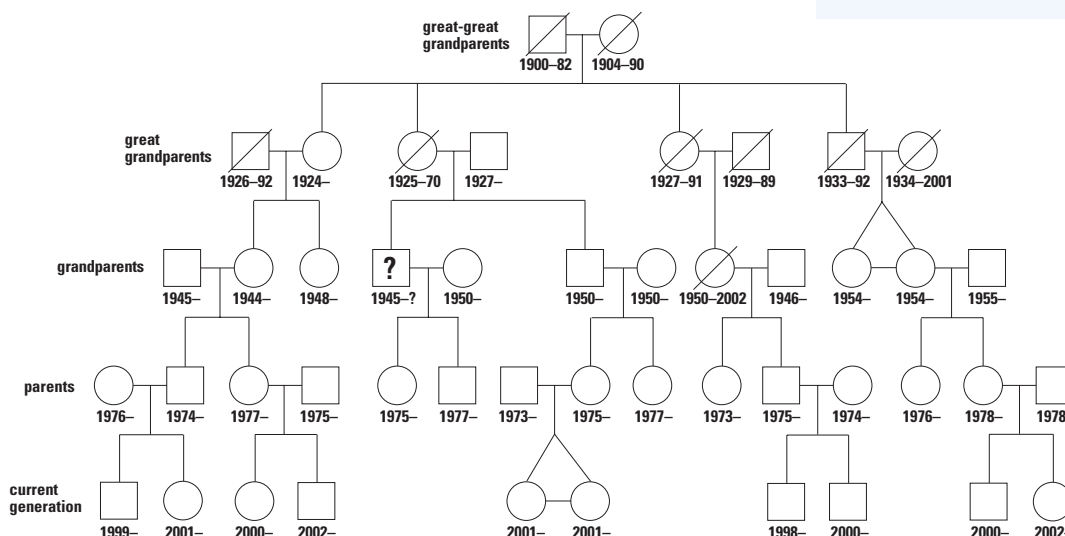 great-great
grandparents
1900–82 1904–90
great
grandparents
1926–92 1924– 1925–70 1927– 1927–91 1929–89 1933–92 1934–2001
grandparents
?
1945– 1944– 1948– 1945–? 1950– 1950– 1950– 1950–2002 1946– 1954– 1954– 1955–
parents
1976– 1974– 1977– 1975– 1975– 1977– 1973– 1975– 1977– 1973– 1975– 1974– 1976– 1978– 1978
current
generation
1999– 2001– 2000– 2002– 2001– 2001– 1998– 2000– 2000– 2002–